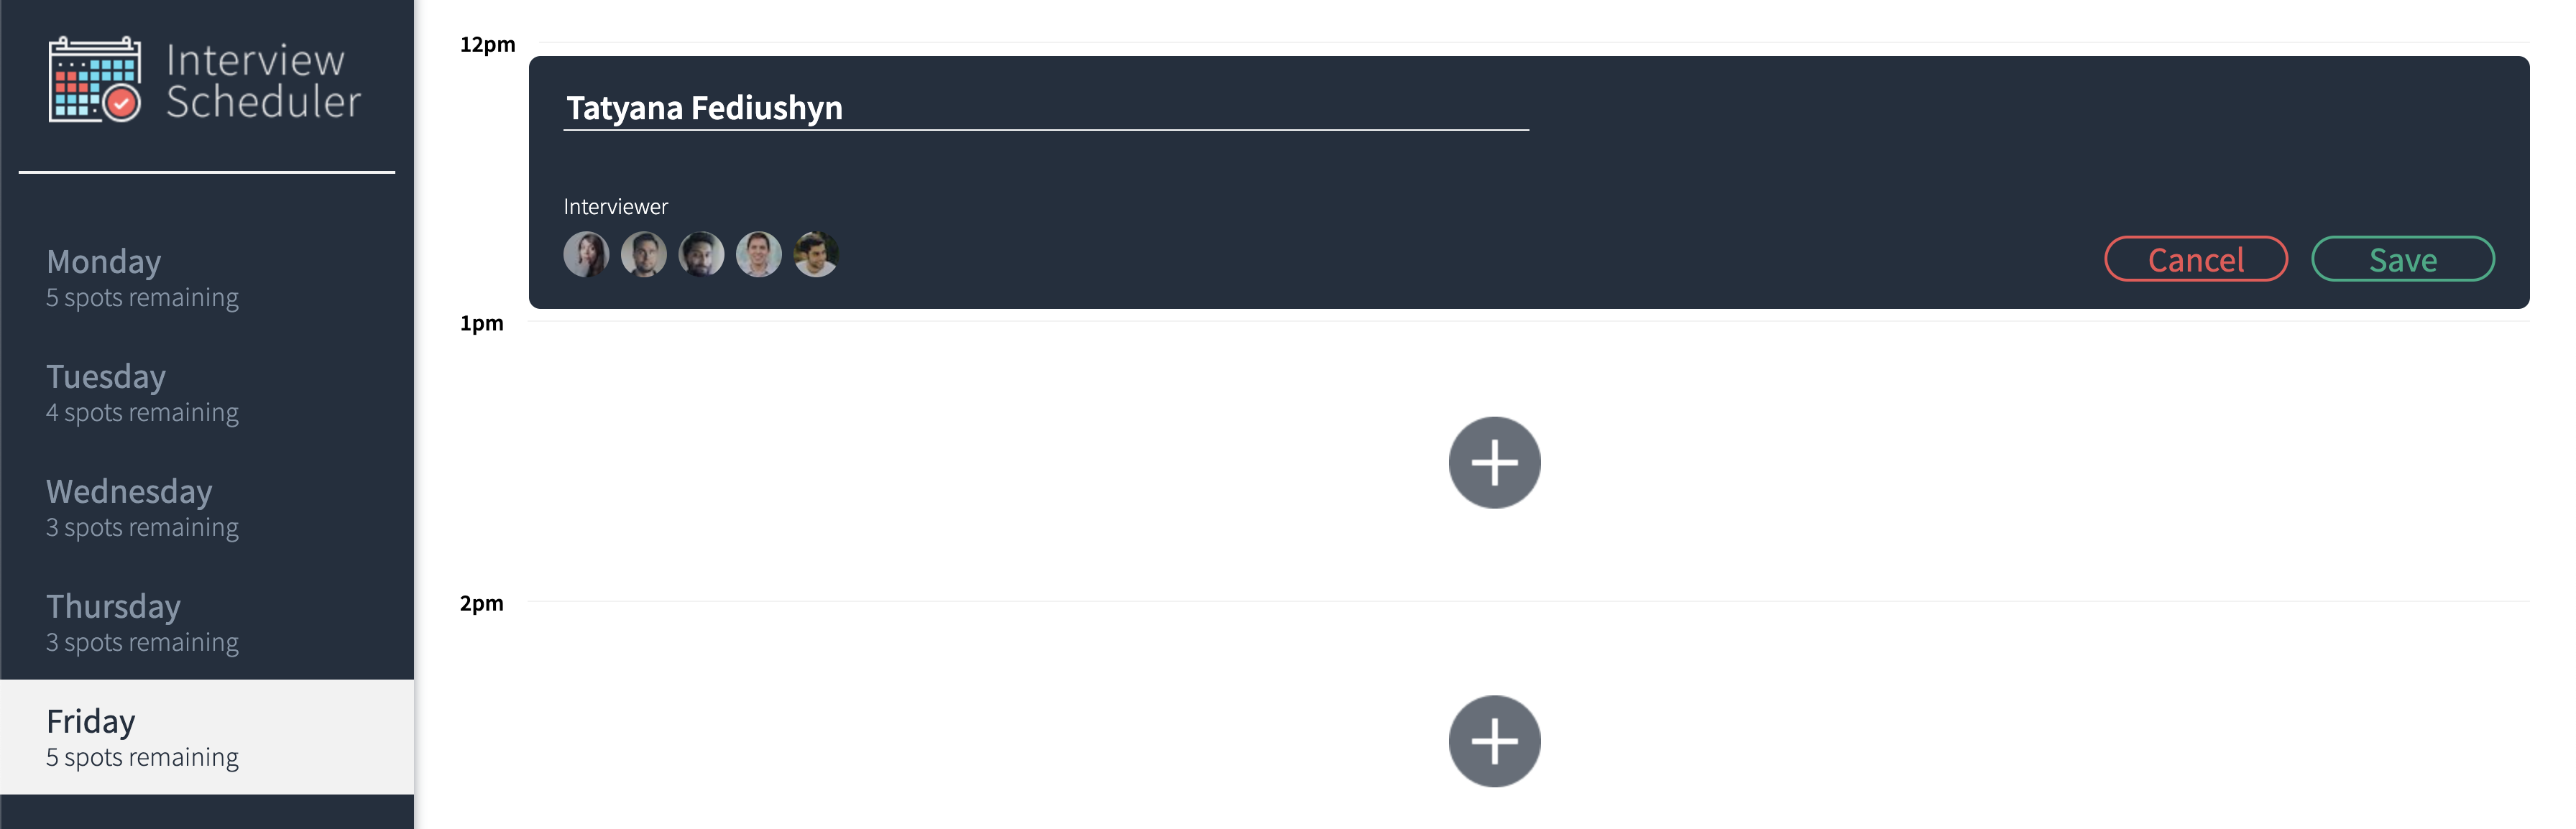 Interview
Scheduler
Monday
5 spots remaining
Tuesday
4 spots remaining
Wednesday
3 spots remaining
Thursday
3 spots remaining
Friday
5 spots remaining
12pm
Tatyana Fediushyn
Interviewer
Cancel
Save
1pm
2pm